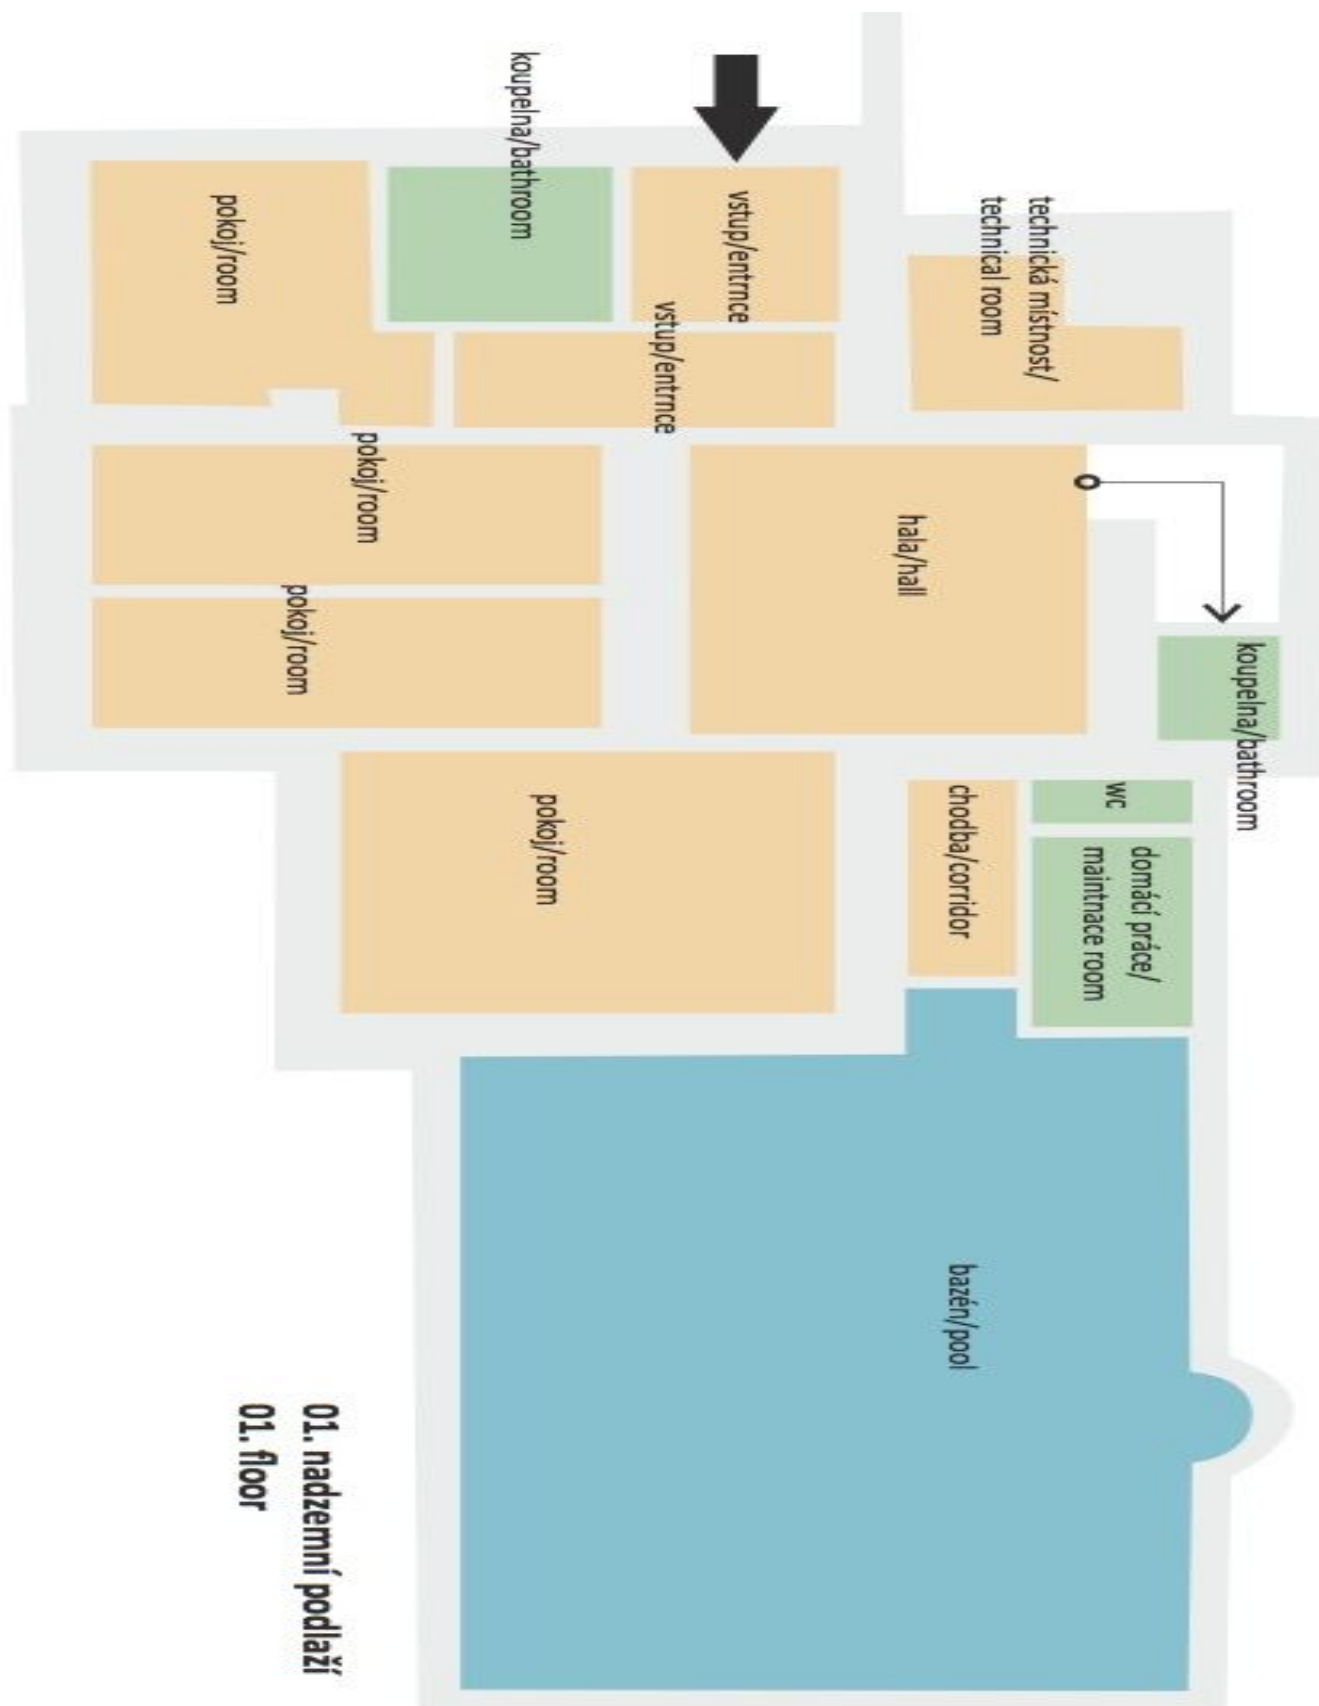 koupelna/bathroom
vstup/entrnce
technická místnost/
technical room
pokoj/room
vstup/entrnce
pokoj/room
hala/hall
pokoj/room
koupelna/bathroom
wc
chodba/corridor
domácí práce/
maintnace room
pokoj/room
bazén/pool
01. nadzemní podlaží
01. floor